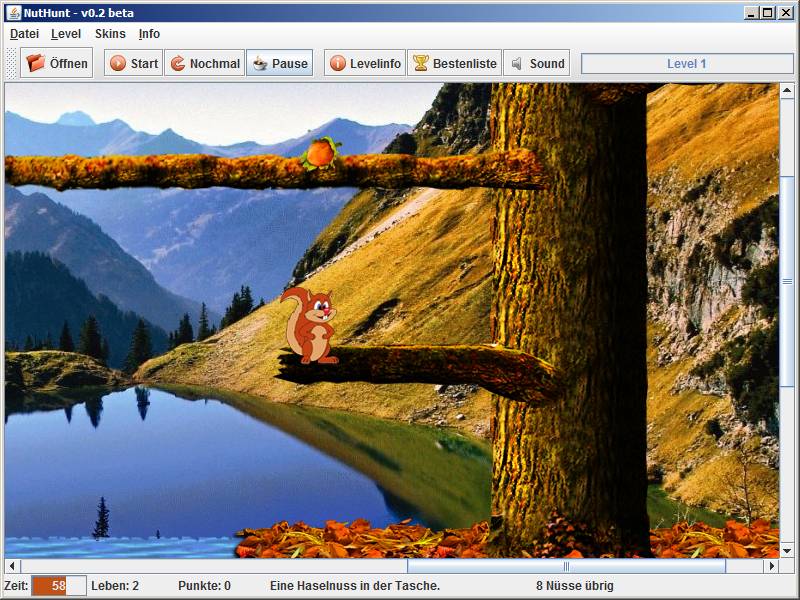 NutHunt - v0.2 beta
Datei Level Skins Info
Öffnen Start Nochmal Pause Levelinfo Bestenliste Sound Level 1
Zeit: 58 Leben: 2 Punkte: 0 Eine Haselnuss in der Tasche. 8 Nüsse übrig